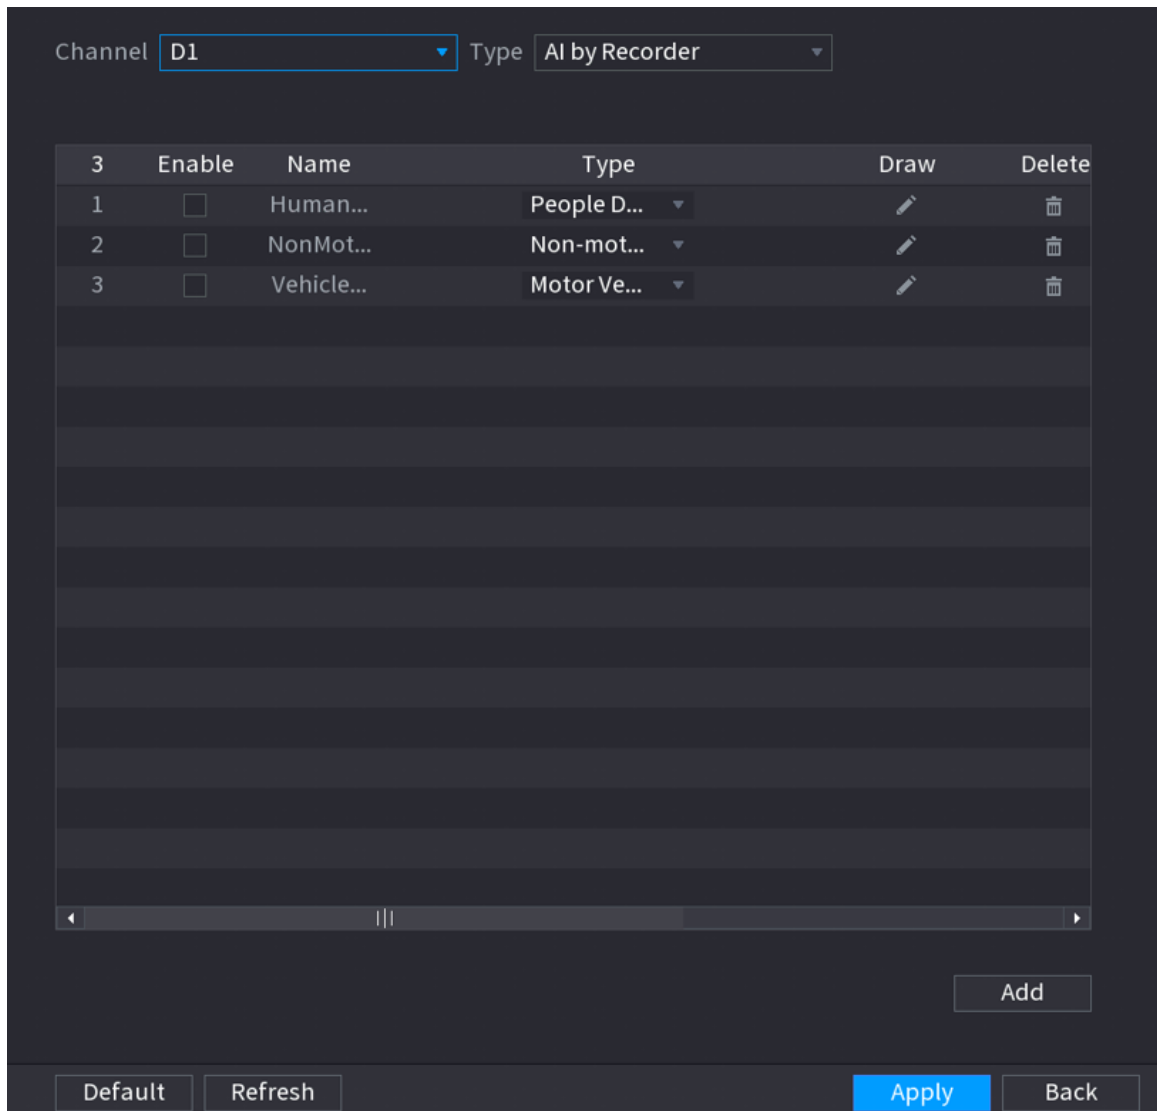 Channel D1 Type AI by Recorder
3 Enable Name Type Draw Delete
1 Human... People D...
2 NonMot... Non-mot...
3 Vehicle... Motor Ve...
Add
Default Refresh Apply Back